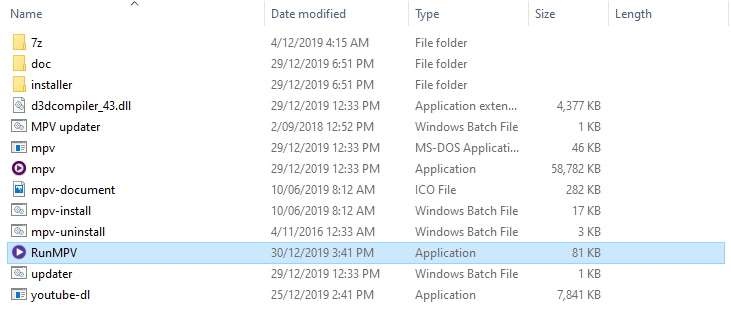 Name Date modified Type Size Length
7z 4/12/2019 4:15 AM File folder
doc 29/12/2019 6:51 PM File folder
installer 29/12/2019 6:51 PM File folder
d3dcompiler_43.dll 29/12/2019 12:33 PM Application exten... 4,377 KB
MPV updater 2/09/2018 12:52 PM Windows Batch File 1 KB
mpv 29/12/2019 12:33 PM MS-DOS Applicati... 46 KB
mpv 29/12/2019 12:33 PM Application 58,782 KB
mpv-document 10/06/2019 8:12 AM ICO File 282 KB
mpv-install 10/06/2019 8:12 AM Windows Batch File 17 KB
mpv-uninstall 4/11/2016 12:33 AM Windows Batch File 3 KB
RunMPV 30/12/2019 3:41 PM Application 81 KB
updater 29/12/2019 12:33 PM Windows Batch File 1 KB
youtube-dl 25/12/2019 2:41 PM Application 7,841 KB